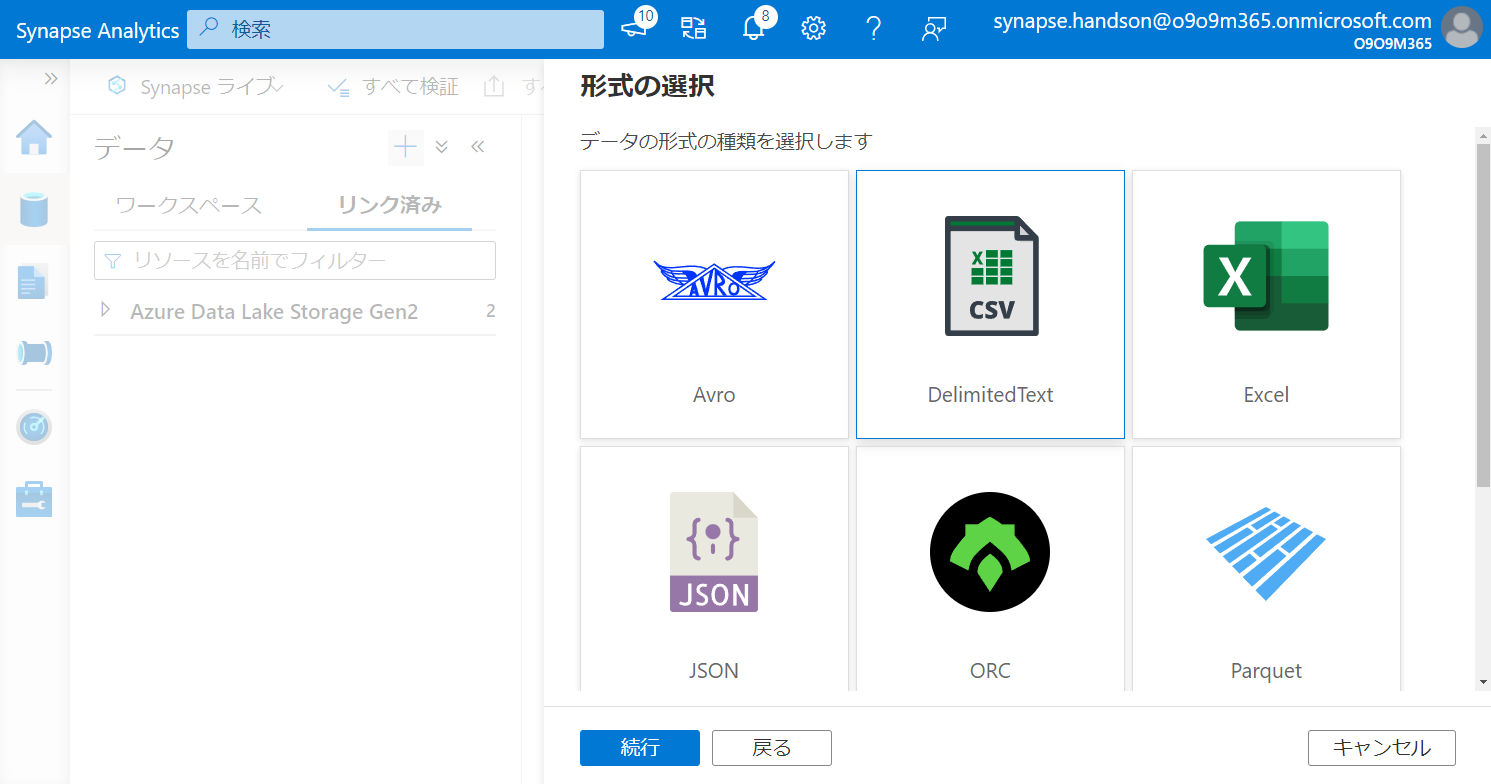 Synapse Analytics
検索
10
8
synapse.handson@o9o9m365.onmicrosoft.com
O9O9M365
Synapse ライブ
すべて検証
データ
ワークスペース
リンク済み
リソースを名前でフィルター
Azure Data Lake Storage Gen2
2
形式の選択
データの形式の種類を選択します
AVRO
Avro
X
CSV
DelimitedText
X
Excel
{ }
JSON
JSON
ORC
Parquet
続行
戻る
キャンセル